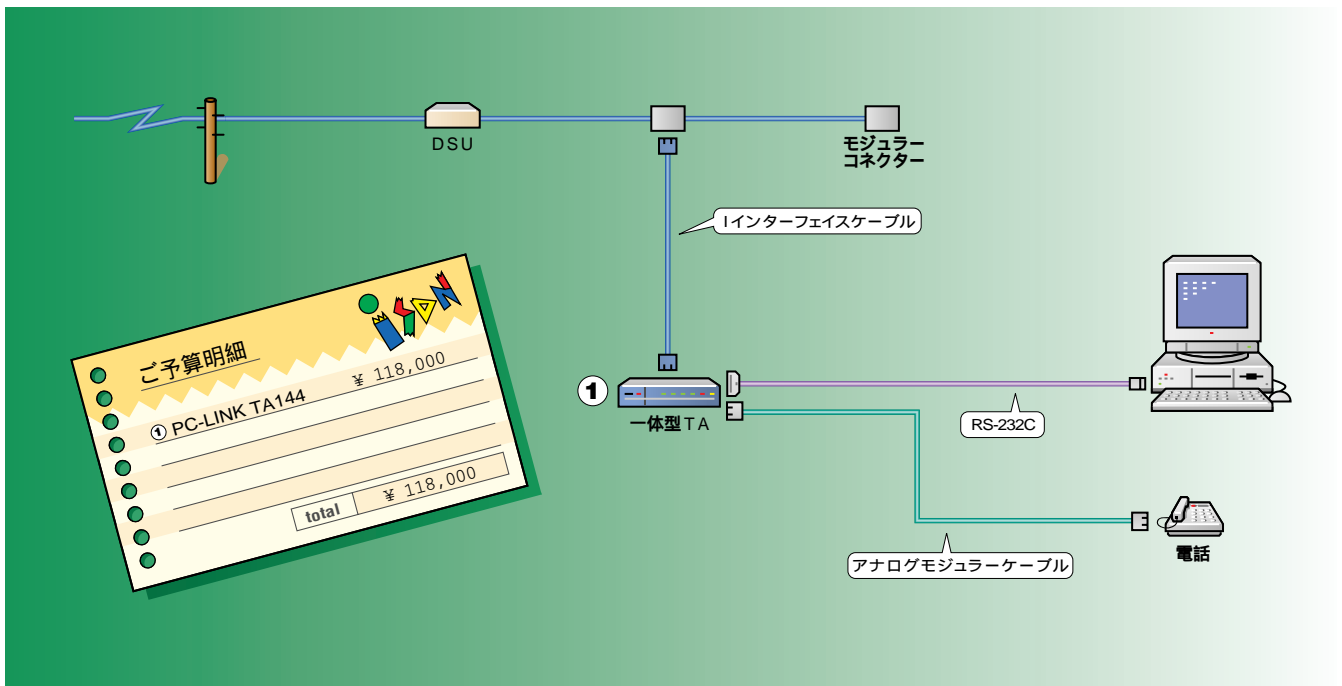 DSU
モジュラー
コネクター
Iインターフェイスケーブル
ISDN
ご予算明細
① PC-LINK TA144 ¥ 118,000
total ¥ 118,000
①
一体型TA
RS-232C
アナログモジュラーケーブル
電話